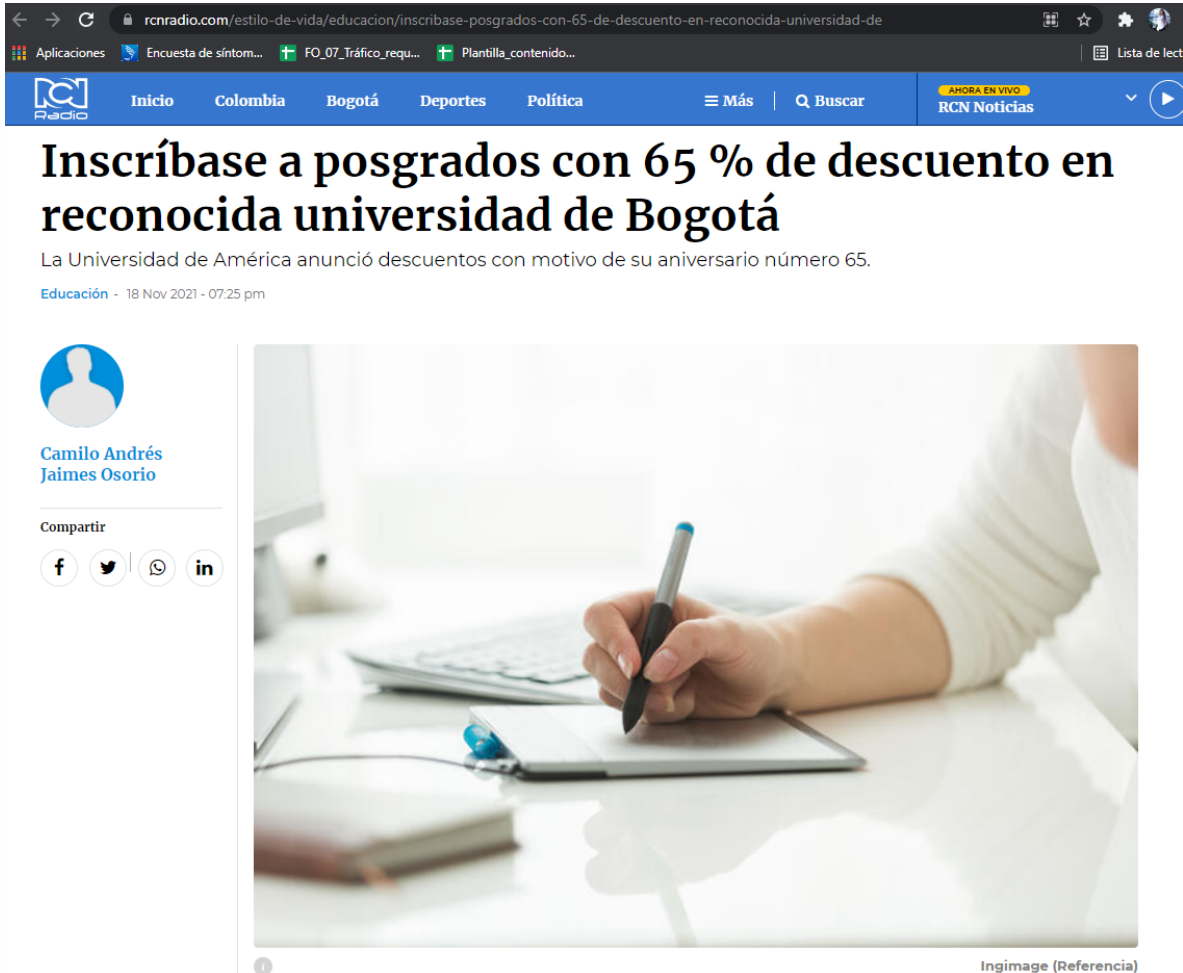 rcnradio.com/estilo-de-vida/educacion/inscribase-posgrados-con-65-de-descuento-en-reconocida-universidad-de
Aplicaciones Encuesta de síntom... FO_07_Tráfico_requ... Plantilla_contenido... Lista de lect
RCN Radio
Inicio Colombia Bogotá Deportes Política Más Buscar
AHORA EN VIVO
RCN Noticias
Inscríbase a posgrados con 65 % de descuento en
reconocida universidad de Bogotá
La Universidad de América anunció descuentos con motivo de su aniversario número 65.
Educación - 18 Nov 2021 - 07:25 pm
Camilo Andrés
Jaimes Osorio
Compartir
Ingimage (Referencia)